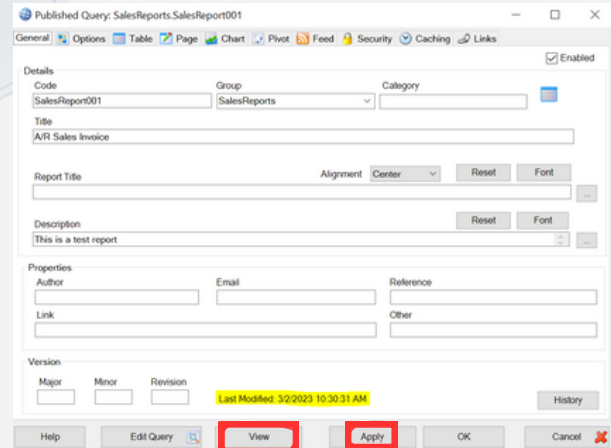 Published Query: SalesReports.SalesReport001
General Options Table Page Chart Pivot Feed Security Caching Links
Enabled
Details
Code Group Category
SalesReport001 SalesReports
Title
A/R Sales Invoice
Report Title Alignment Center Reset Font
...
Description Reset Font
This is a test report ...
Properties
Author Email Reference
Link Other
Version
Major Minor Revision
Last Modified: 3/2/2023 10:30:31 AM
History
Help Edit Query View Apply OK Cancel